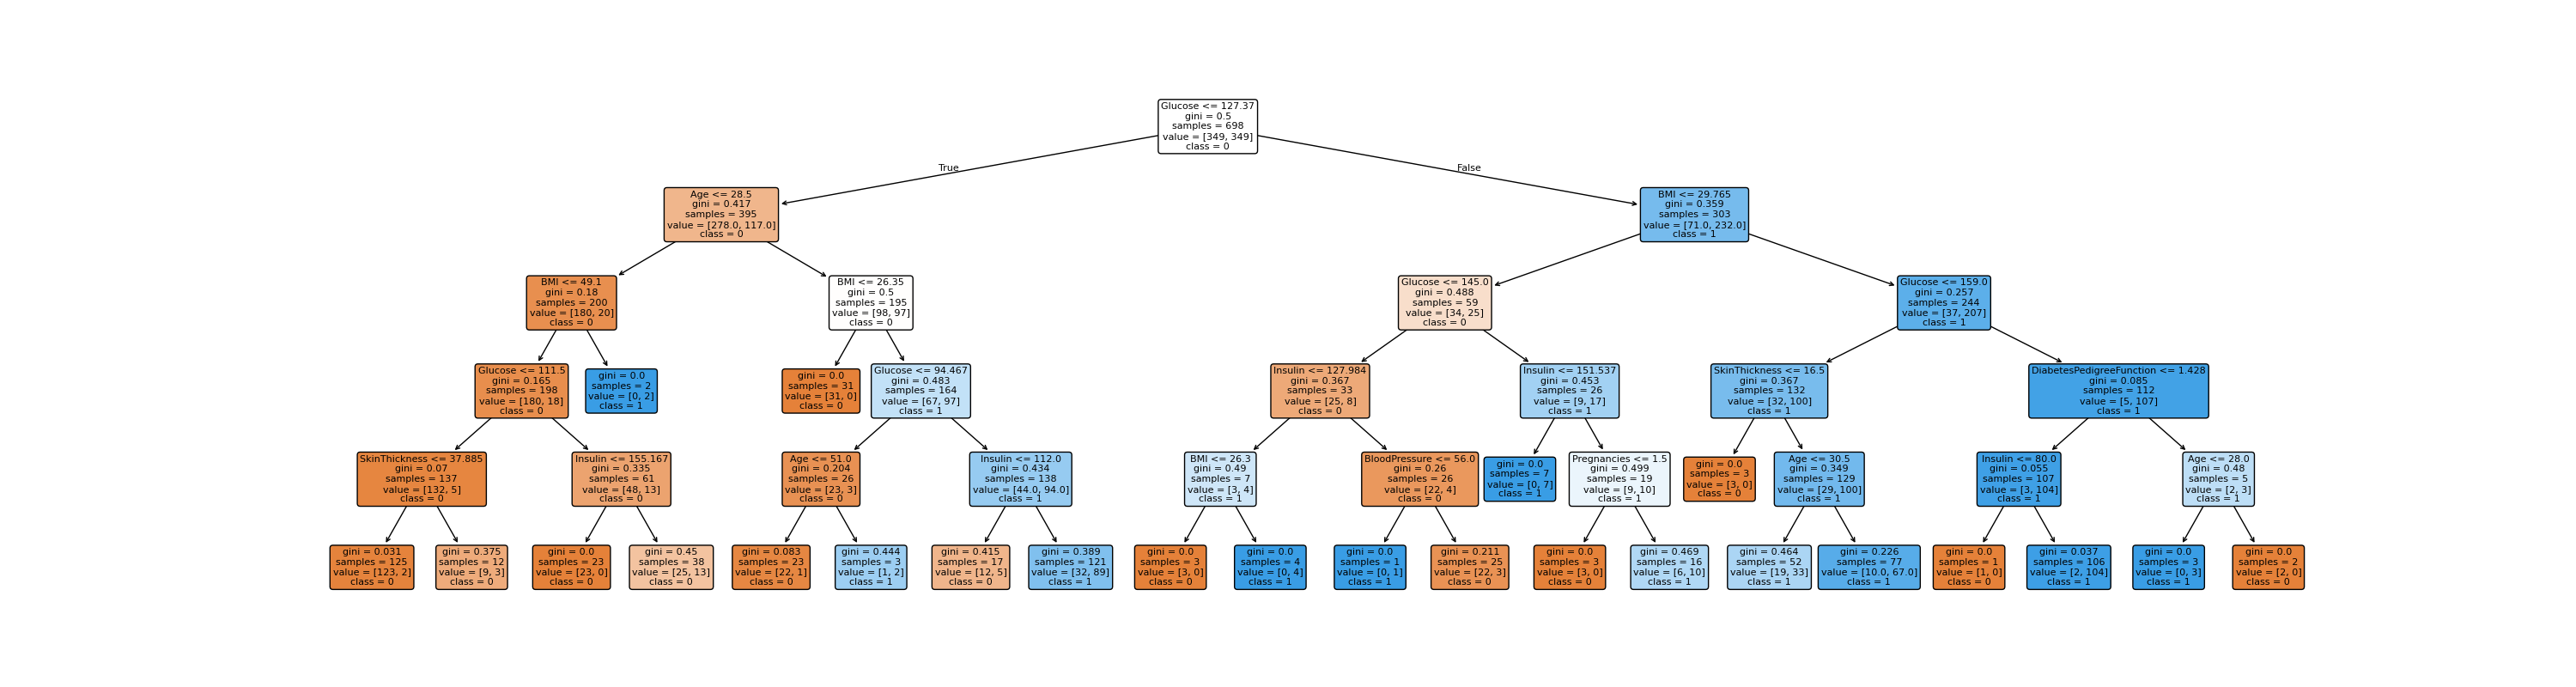 Glucose <= 127.37
gini = 0.5
samples = 698
value = [349, 349]
class = 0
True
False
Age <= 28.5
gini = 0.417
samples = 395
value = [278.0, 117.0]
class = 0
BMI <= 29.765
gini = 0.359
samples = 303
value = [71.0, 232.0]
class = 1
BMI <= 49.1
gini = 0.18
samples = 200
value = [180, 20]
class = 0
BMI <= 26.35
gini = 0.5
samples = 195
value = [98, 97]
class = 0
Glucose <= 145.0
gini = 0.488
samples = 59
value = [34, 25]
class = 0
Glucose <= 159.0
gini = 0.257
samples = 244
value = [37, 207]
class = 1
Glucose <= 111.5
gini = 0.165
samples = 198
value = [180, 18]
class = 0
gini = 0.0
samples = 2
value = [0, 2]
class = 1
gini = 0.0
samples = 31
value = [31, 0]
class = 0
Glucose <= 94.467
gini = 0.483
samples = 164
value = [67, 97]
class = 1
Insulin <= 127.984
gini = 0.367
samples = 33
value = [25, 8]
class = 0
Insulin <= 151.537
gini = 0.453
samples = 26
value = [9, 17]
class = 1
SkinThickness <= 16.5
gini = 0.367
samples = 132
value = [32, 100]
class = 1
DiabetesPedigreeFunction <= 1.428
gini = 0.085
samples = 112
value = [5, 107]
class = 1
SkinThickness <= 37.885
gini = 0.07
samples = 137
value = [132, 5]
class = 0
Insulin <= 155.167
gini = 0.335
samples = 61
value = [48, 13]
class = 0
Age <= 51.0
gini = 0.204
samples = 26
value = [23, 3]
class = 0
Insulin <= 112.0
gini = 0.434
samples = 138
value = [44.0, 94.0]
class = 1
BMI <= 26.3
gini = 0.49
samples = 7
value = [3, 4]
class = 1
BloodPressure <= 56.0
gini = 0.26
samples = 26
value = [22, 4]
class = 0
gini = 0.0
samples = 7
value = [0, 7]
class = 1
Pregnancies <= 1.5
gini = 0.499
samples = 19
value = [9, 10]
class = 1
gini = 0.0
samples = 3
value = [3, 0]
class = 0
Age <= 30.5
gini = 0.349
samples = 129
value = [29, 100]
class = 1
Insulin <= 80.0
gini = 0.055
samples = 107
value = [3, 104]
class = 1
Age <= 28.0
gini = 0.48
samples = 5
value = [2, 3]
class = 1
gini = 0.031
samples = 125
value = [123, 2]
class = 0
gini = 0.375
samples = 12
value = [9, 3]
class = 0
gini = 0.0
samples = 23
value = [23, 0]
class = 0
gini = 0.45
samples = 38
value = [25, 13]
class = 0
gini = 0.083
samples = 23
value = [22, 1]
class = 0
gini = 0.444
samples = 3
value = [1, 2]
class = 1
gini = 0.415
samples = 17
value = [12, 5]
class = 0
gini = 0.389
samples = 121
value = [32, 89]
class = 1
gini = 0.0
samples = 3
value = [3, 0]
class = 0
gini = 0.0
samples = 4
value = [0, 4]
class = 1
gini = 0.0
samples = 1
value = [0, 1]
class = 1
gini = 0.211
samples = 25
value = [22, 3]
class = 0
gini = 0.0
samples = 3
value = [3, 0]
class = 0
gini = 0.469
samples = 16
value = [6, 10]
class = 1
gini = 0.464
samples = 52
value = [19, 33]
class = 1
gini = 0.226
samples = 77
value = [10.0, 67.0]
class = 1
gini = 0.0
samples = 1
value = [1, 0]
class = 0
gini = 0.037
samples = 106
value = [2, 104]
class = 1
gini = 0.0
samples = 3
value = [0, 3]
class = 1
gini = 0.0
samples = 2
value = [2, 0]
class = 0